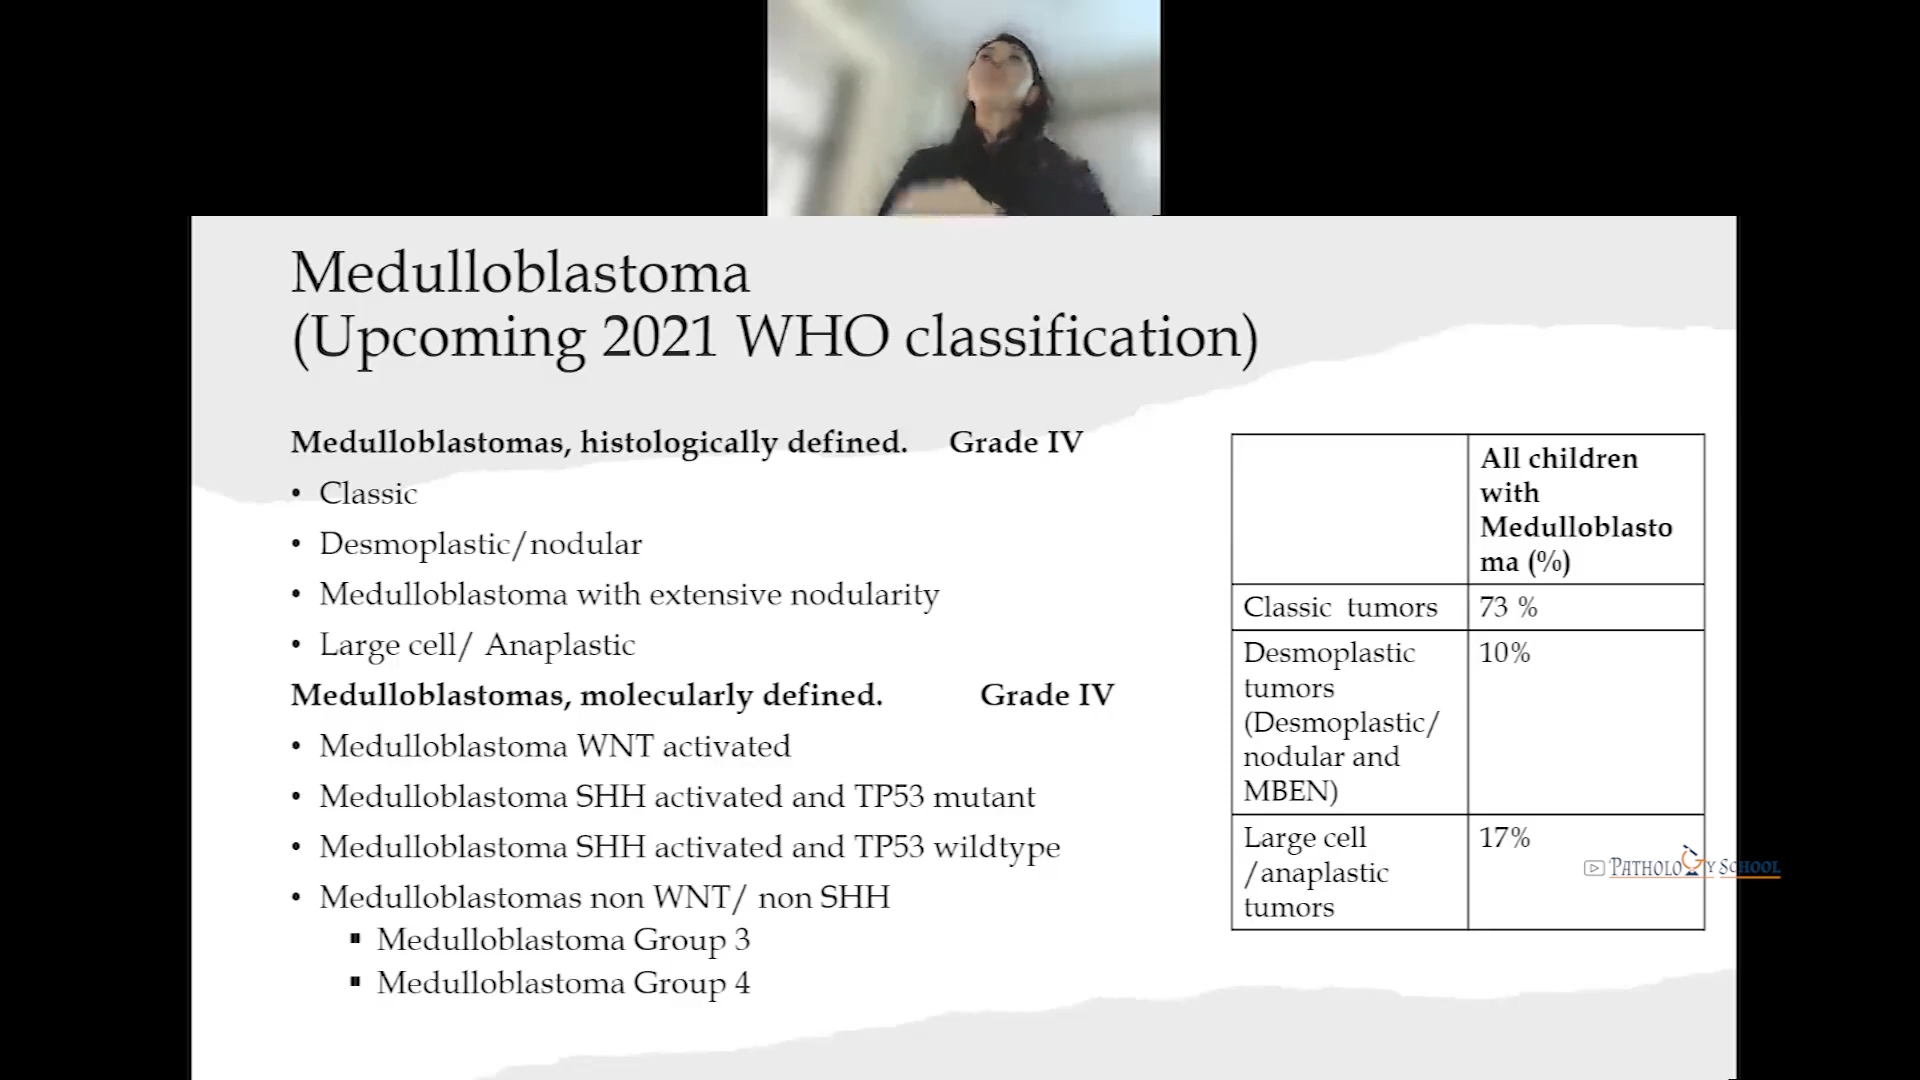 Medulloblastoma
(Upcoming 2021 WHO classification)
Medulloblastomas, histologically defined. Grade IV
• Classic
• Desmoplastic/nodular
• Medulloblastoma with extensive nodularity
• Large cell/ Anaplastic
Medulloblastomas, molecularly defined. Grade IV
• Medulloblastoma WNT activated
• Medulloblastoma SHH activated and TP53 mutant
• Medulloblastoma SHH activated and TP53 wildtype
• Medulloblastomas non WNT/ non SHH
▪ Medulloblastoma Group 3
▪ Medulloblastoma Group 4
All children
with
Medulloblasto
ma (%)
Classic tumors 73 %
Desmoplastic 10%
tumors
(Desmoplastic/
nodular and
MBEN)
Large cell 17%
/anaplastic
tumors
PATHOLOGY SCHOOL